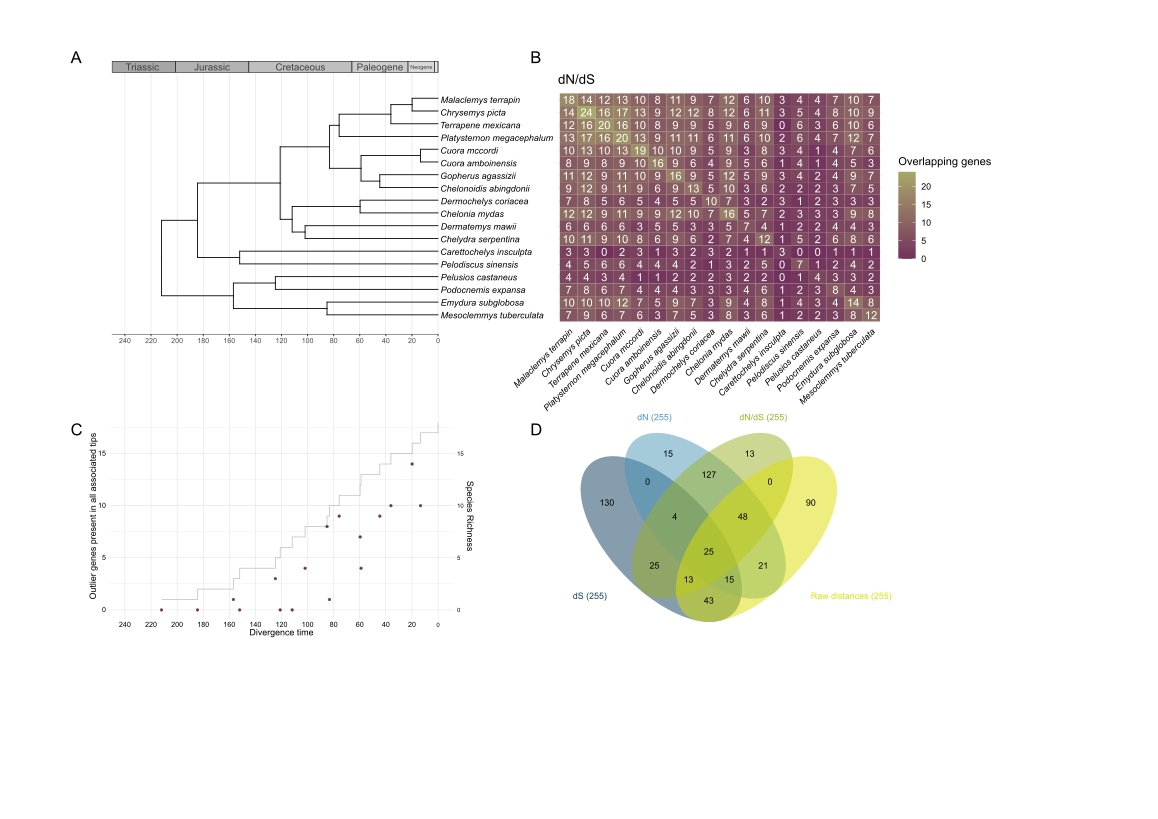 A
Triassic Jurassic Cretaceous Paleogene Neogene
Malaclemys terrapin
Chrysemys picta
Terrapene mexicana
Platysternon megacephalum
Cuora mccordi
Cuora amboinensis
Gopherus agassizii
Chelonoidis abingdonii
Dermochelys coriacea
Chelonia mydas
Dermatemys mawii
Chelydra serpentina
Carettochelys insculpta
Pelodiscus sinensis
Pelusios castaneus
Podocnemis expansa
Emydura subglobosa
Mesoclemmys tuberculata
240 220 200 180 160 140 120 100 80 60 40 20 0
B
dN/dS
18 14 12 13 10 8 11 9 7 12 6 10 3 4 4 7 10 7
14 24 16 17 13 9 12 12 8 12 6 11 3 5 4 8 10 9
12 16 20 16 10 8 9 9 5 9 6 9 0 6 3 6 10 6
13 17 16 20 13 9 11 11 6 11 6 10 2 6 4 7 12 7
10 13 10 13 19 10 10 9 5 9 3 8 3 4 1 4 7 6
8 9 8 9 10 16 9 6 4 9 5 6 1 4 1 4 5 3
11 12 9 11 10 9 16 9 5 12 5 9 3 4 2 4 9 7
9 12 9 11 9 6 9 13 5 10 3 6 2 2 2 3 7 5
7 8 5 6 5 4 5 5 10 7 3 2 3 1 2 3 3 3
12 12 9 11 9 9 12 10 7 16 5 7 2 3 3 3 9 8
6 6 6 6 3 5 5 3 3 5 7 4 1 2 2 4 4 3
10 11 9 10 8 6 9 6 2 7 4 12 1 5 2 6 8 6
3 3 0 2 3 1 3 2 3 2 1 1 3 0 0 1 1 1
4 5 6 6 4 4 4 2 1 3 2 5 0 7 1 2 4 2
4 4 3 4 1 1 2 2 2 3 2 2 0 1 4 3 3 2
7 8 6 7 4 4 4 3 3 3 4 6 1 2 3 8 4 3
10 10 10 12 7 5 9 7 3 9 4 8 1 4 3 4 14 8
7 9 6 7 6 3 7 5 3 8 3 6 1 2 2 3 8 12
Malaclemys terrapin
Chrysemys picta
Terrapene mexicana
Platysternon megacephalum
Cuora mccordi
Cuora amboinensis
Gopherus agassizii
Chelonoidis abingdonii
Dermochelys coriacea
Chelonia mydas
Dermatemys mawii
Chelydra serpentina
Carettochelys insculpta
Pelodiscus sinensis
Pelusios castaneus
Podocnemis expansa
Emydura subglobosa
Mesoclemmys tuberculata
Overlapping genes
20
15
10
5
0
C
Outlier genes present in all associated tips
15
10
5
0
Species Richness
15
10
5
0
240 220 200 180 160 140 120 100 80 60 40 20 0
Divergence time
D
dN (255)
dN/dS (255)
dS (255)
Raw distances (255)
15 13
127
0 0
130 90
4 48
25
25 21
13 15
43